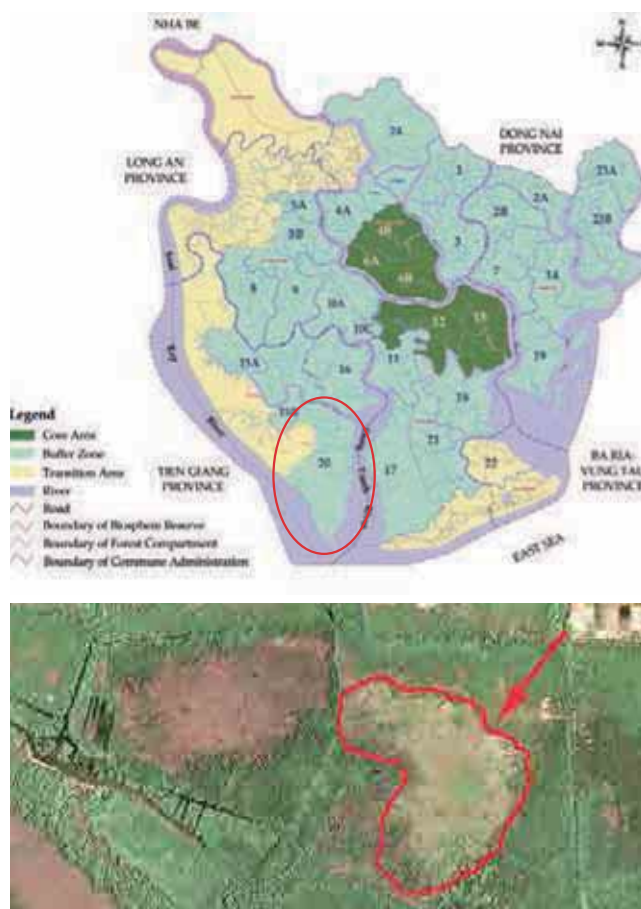 NHA BE
DONG NAI
PROVINCE
LONG AN
PROVINCE
24
1
23A
2A
2B
5A
4A
4B
5B
3
23B
6A
6B
7
14
8
9
10A
12
13
10C
11
19
15A
16
18
21
20
17
22
River
TIEN GIANG
PROVINCE
BA RIA-
VUNG TAU
PROVINCE
EAST SEA
Legend
Core Area
Buffer Zone
Transition Area
River
Road
Boundary of Biosphere Reserve
Boundary of Forest Compartment
Boundary of Commune Administration